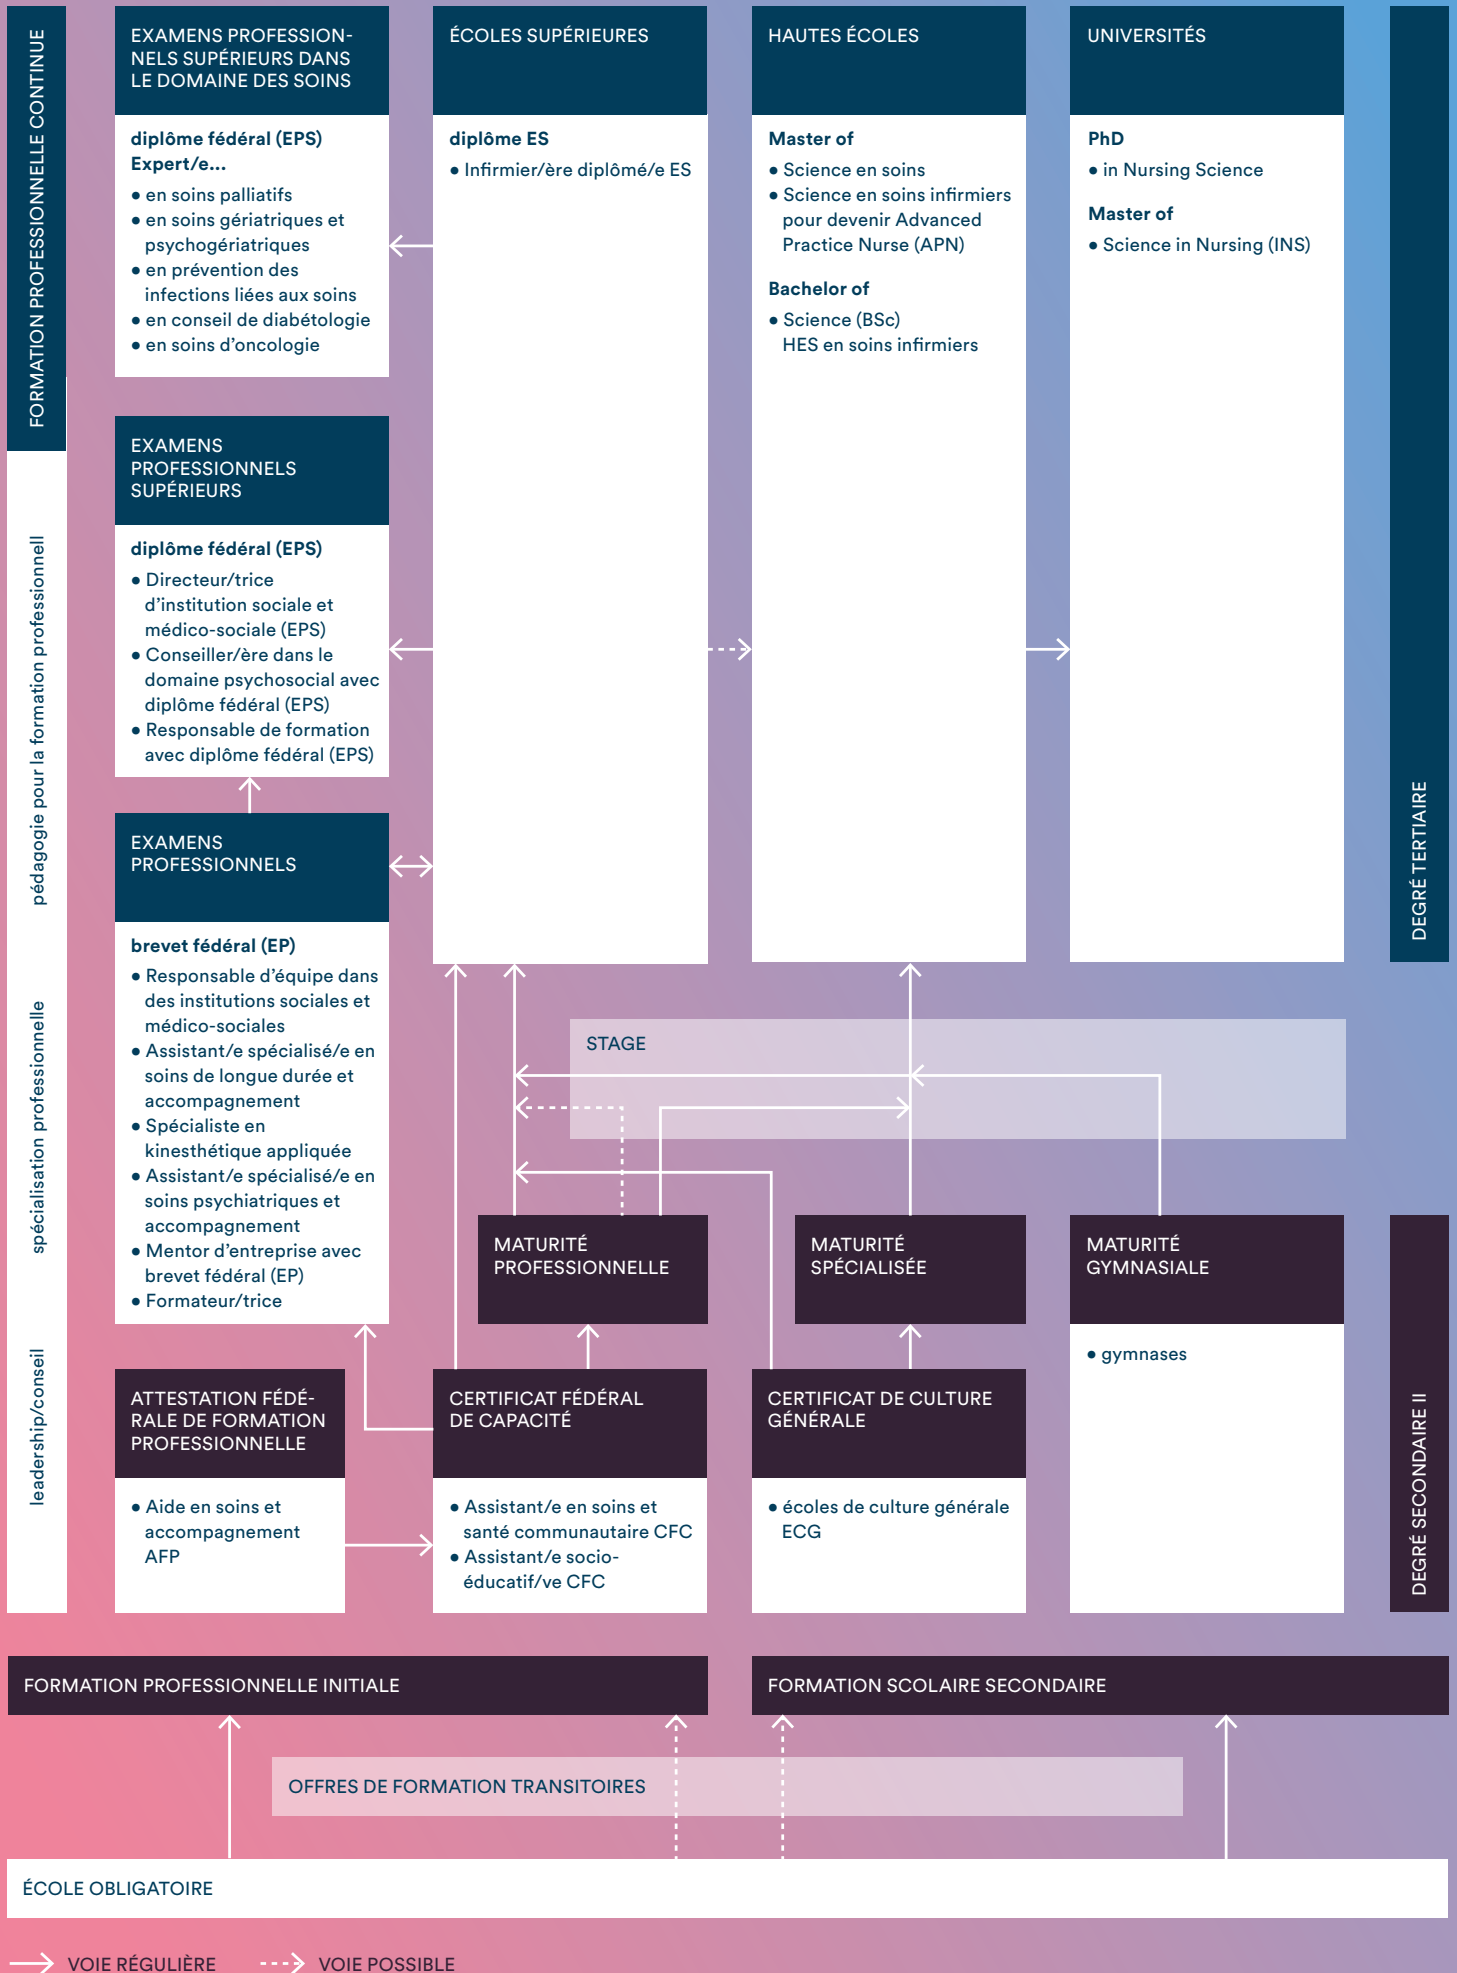 FORMATION PROFESSIONNELLE CONTINUE
pédagogie pour la formation professionnell
spécialisation professionnelle
leadership/conseil
EXAMENS PROFESSION-
NELS SUPÉRIEURS DANS
LE DOMAINE DES SOINS
diplôme fédéral (EPS)
Expert/e...
• en soins palliatifs
• en soins gériatriques et
psychogériatriques
• en prévention des
infections liées aux soins
• en conseil de diabétologie
• en soins d'oncologie
EXAMENS
PROFESSIONNELS
SUPÉRIEURS
diplôme fédéral (EPS)
• Directeur/trice
d'institution sociale et
médico-sociale (EPS)
• Conseiller/ère dans le
domaine psychosocial avec
diplôme fédéral (EPS)
• Responsable de formation
avec diplôme fédéral (EPS)
EXAMENS
PROFESSIONNELS
brevet fédéral (EP)
• Responsable d'équipe dans
des institutions sociales et
médico-sociales
• Assistant/e spécialisé/e en
soins de longue durée et
accompagnement
• Spécialiste en
kinesthétique appliquée
• Assistant/e spécialisé/e en
soins psychiatriques et
accompagnement
• Mentor d'entreprise avec
brevet fédéral (EP)
• Formateur/trice
ÉCOLES SUPÉRIEURES
diplôme ES
• Infirmier/ère diplômé/e ES
HAUTES ÉCOLES
Master of
• Science en soins
• Science en soins infirmiers
pour devenir Advanced
Practice Nurse (APN)
Bachelor of
• Science (BSc)
HES en soins infirmiers
UNIVERSITÉS
PhD
• in Nursing Science
Master of
• Science in Nursing (INS)
DEGRÉ TERTIAIRE
STAGE
MATURITÉ
PROFESSIONNELLE
MATURITÉ
SPÉCIALISÉE
MATURITÉ
GYMNASIALE
• gymnases
ATTESTATION FÉDÉ-
RALE DE FORMATION
PROFESSIONNELLE
• Aide en soins et
accompagnement
AFP
CERTIFICAT FÉDÉRAL
DE CAPACITÉ
• Assistant/e en soins et
santé communautaire CFC
• Assistant/e socio-
éducatif/ve CFC
CERTIFICAT DE CULTURE
GÉNÉRALE
• écoles de culture générale
ECG
DEGRÉ SECONDAIRE II
FORMATION PROFESSIONNELLE INITIALE
FORMATION SCOLAIRE SECONDAIRE
OFFRES DE FORMATION TRANSITOIRES
ÉCOLE OBLIGATOIRE
VOIE RÉGULIÈRE
VOIE POSSIBLE